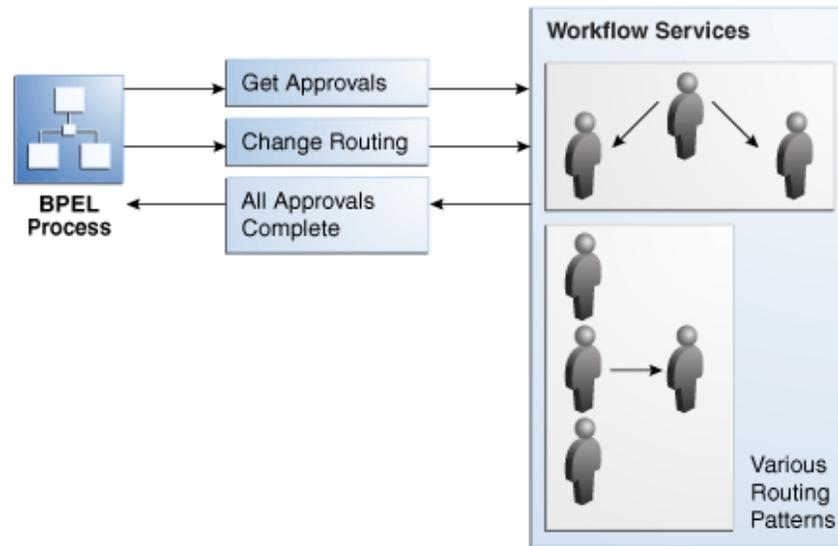 Workflow Services
Get Approvals
Change Routing
All Approvals
Complete
BPEL
Process
Various
Routing
Patterns